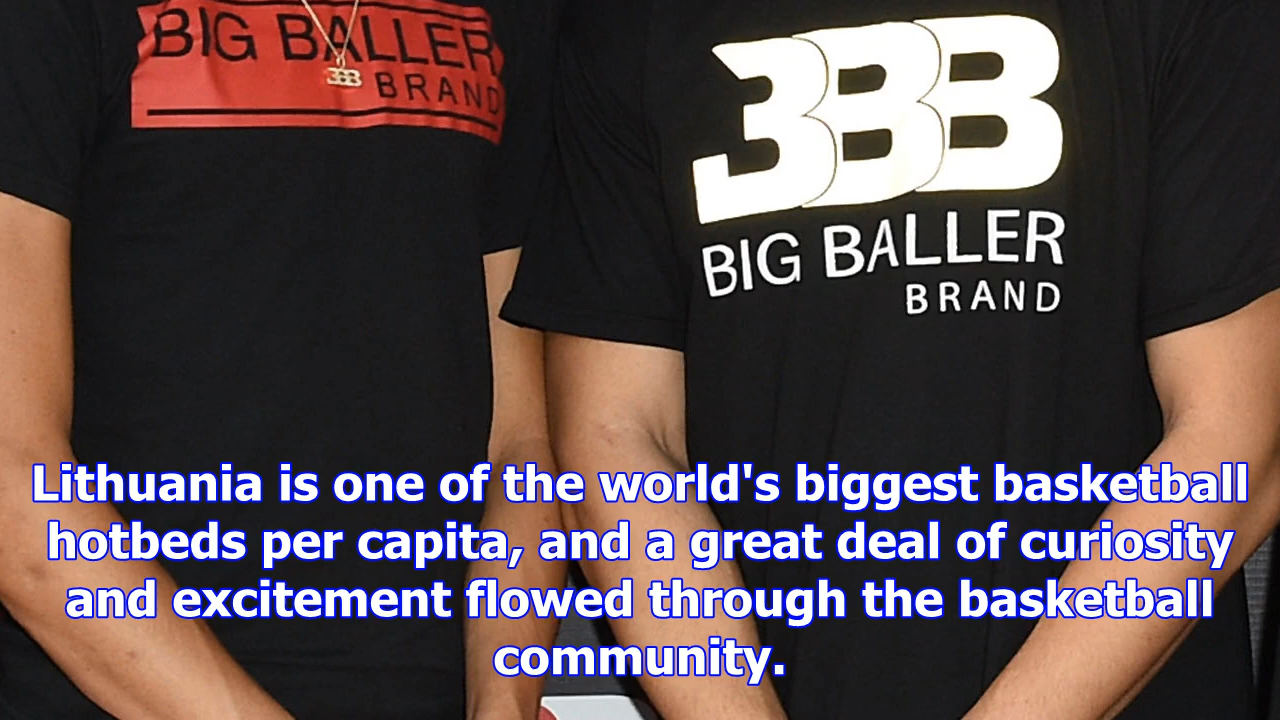 BIG BALLER
BRAND
BBB
BBB
BIG BALLER
BRAND
Lithuania is one of the world's biggest basketball
hotbeds per capita, and a great deal of curiosity
and excitement flowed through the basketball
community.